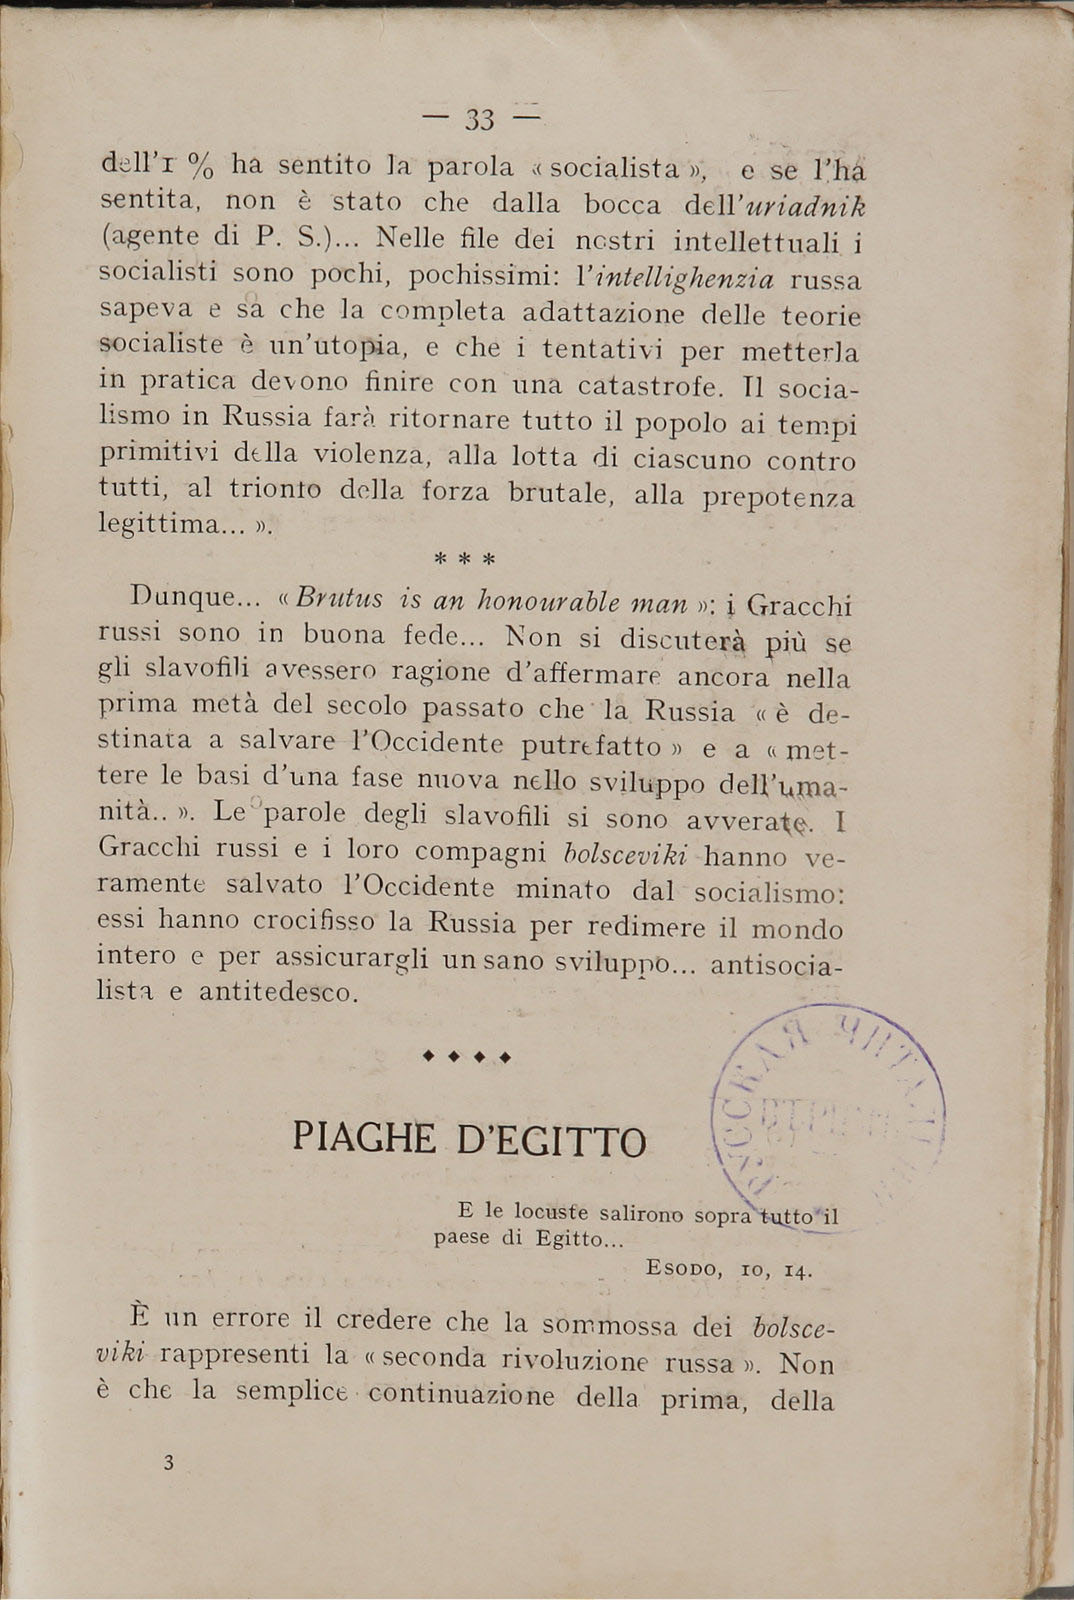 — 33 —
dell'1 % ha sentito la parola « socialista », e se l'ha
sentita, non è stato che dalla bocca dell'uriadnik
(agente di P. S.)... Nelle file dei nostri intellettuali i
socialisti sono pochi, pochissimi: l'intellighenzia russa
sapeva e sa che la completa adattazione delle teorie
socialiste è un'utopia, e che i tentativi per metterla
in pratica devono finire con una catastrofe. Il socia-
lismo in Russia farà ritornare tutto il popolo ai tempi
primitivi della violenza, alla lotta di ciascuno contro
tutti, al trionfo della forza brutale, alla prepotenza
legittima... ».
* * *
Dunque... « Brutus is an honourable man »: i Gracchi
russi sono in buona fede... Non si discuterà più se
gli slavofili avessero ragione d'affermare ancora nella
prima metà del secolo passato che la Russia « è de-
stinata a salvare l'Occidente putrefatto » e a « met-
tere le basi d'una fase nuova nello sviluppo dell'uma-
nità.. ». Le parole degli slavofili si sono avverate. I
Gracchi russi e i loro compagni bolsceviki hanno ve-
ramente salvato l'Occidente minato dal socialismo:
essi hanno crocifisso la Russia per redimere il mondo
intero e per assicurargli un sano sviluppo... antisocia-
lista e antitedesco.
PIAGHE D'EGITTO
E le locuste salirono sopra tutto il
paese di Egitto...
ESODO, 10, 14.
È un errore il credere che la sommossa dei bolsce-
viki rappresenti la « seconda rivoluzione russa ». Non
è che la semplice continuazione della prima, della
3